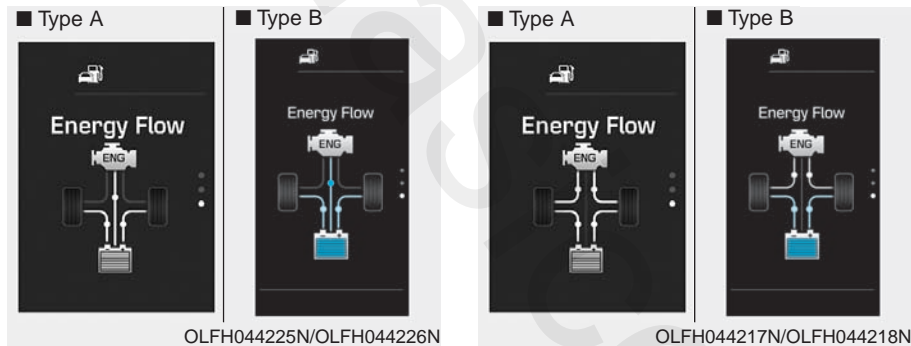 ■ Type A
■ Type B
Energy Flow
ENG
Energy Flow
ENG
OLFH044225N/OLFH044226N
■ Type A
■ Type B
Energy Flow
ENG
Energy Flow
ENG
OLFH044217N/OLFH044218N